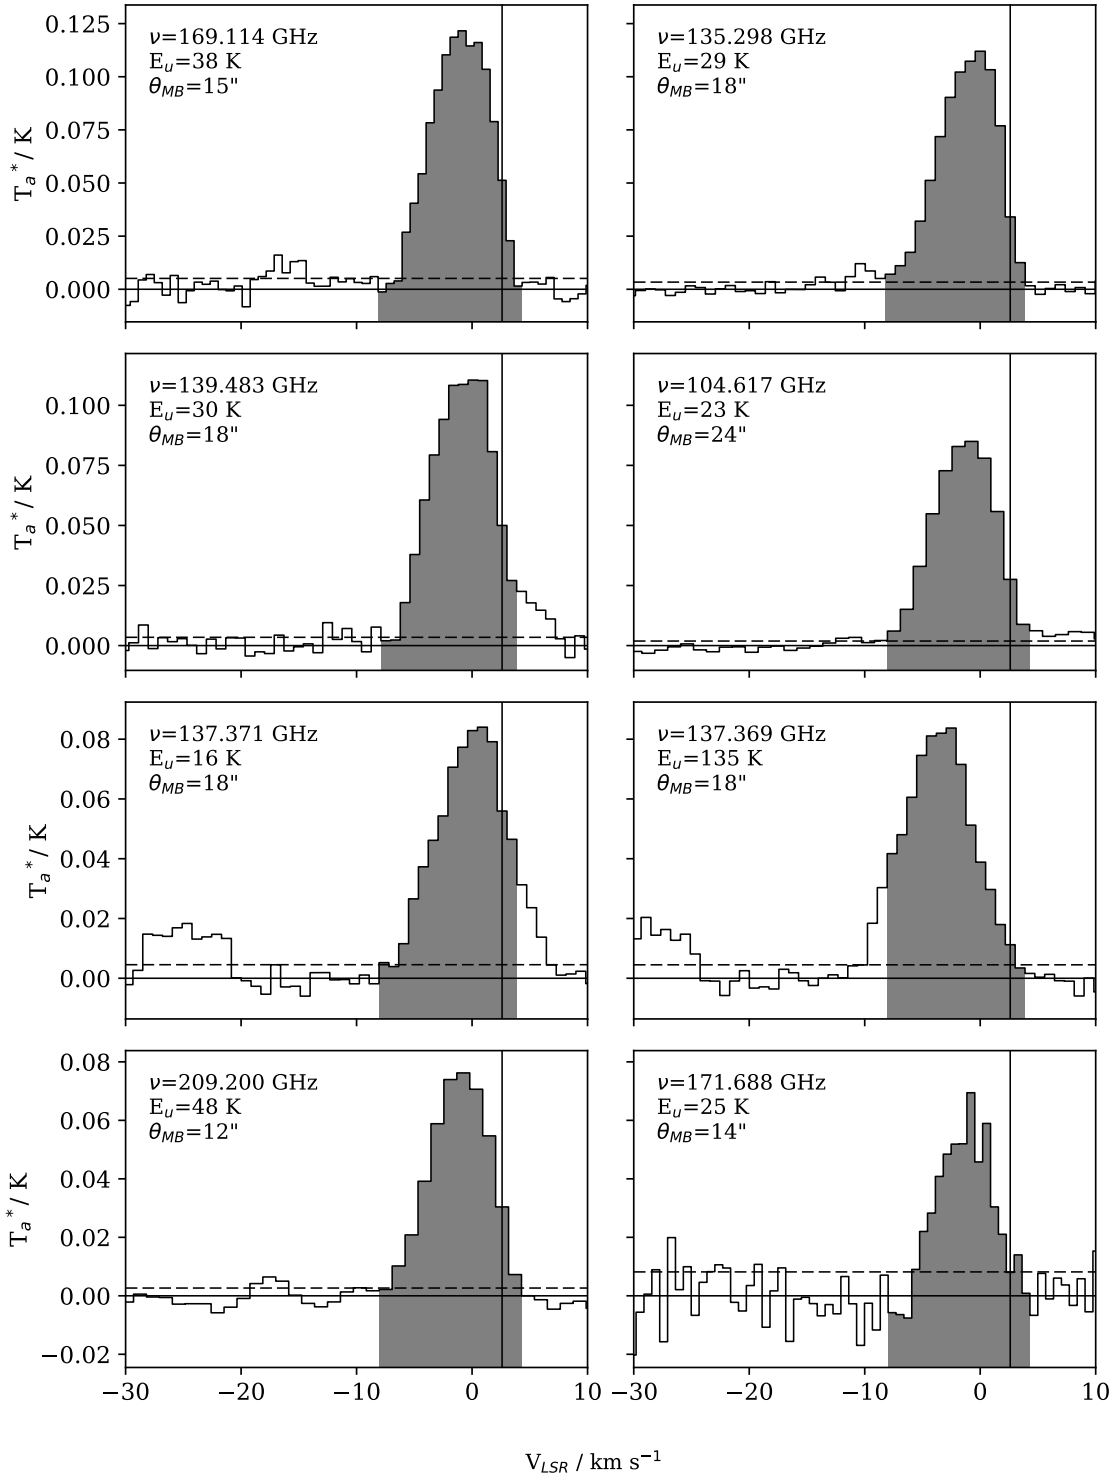 ν=169.114 GHz
E_u=38 K
θ_MB=15"
0.125
0.100
0.075
0.050
0.025
0.000
T_a^* / K
−30
−20
−10
0
10
ν=135.298 GHz
E_u=29 K
θ_MB=18"
ν=139.483 GHz
E_u=30 K
θ_MB=18"
0.100
0.075
0.050
0.025
0.000
T_a^* / K
ν=104.617 GHz
E_u=23 K
θ_MB=24"
ν=137.371 GHz
E_u=16 K
θ_MB=18"
0.08
0.06
0.04
0.02
0.00
T_a^* / K
ν=137.369 GHz
E_u=135 K
θ_MB=18"
ν=209.200 GHz
E_u=48 K
θ_MB=12"
0.08
0.06
0.04
0.02
0.00
−0.02
T_a^* / K
−30
−20
−10
0
10
ν=171.688 GHz
E_u=25 K
θ_MB=14"
−30
−20
−10
0
10
V_LSR / km s^−1